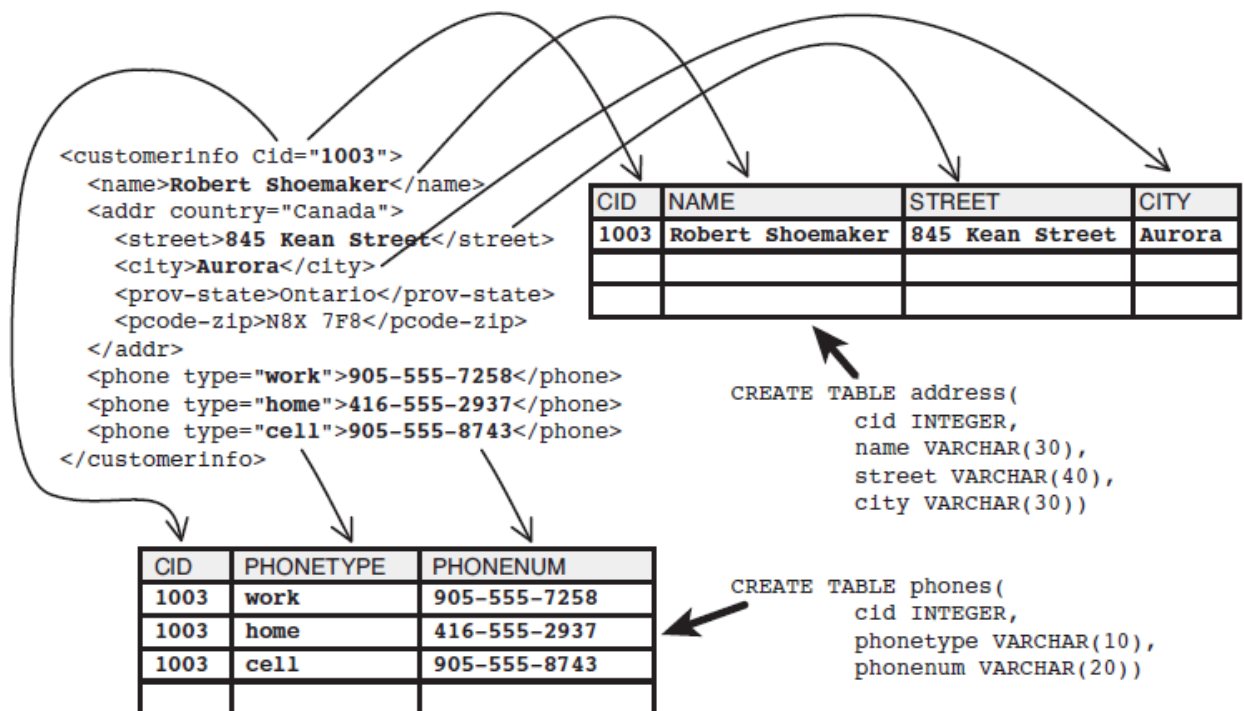 <customerinfo Cid="1003">
<name>Robert Shoemaker</name>
<addr country="Canada">
<street>845 Kean Street</street>
<city>Aurora</city>
<prov-state>Ontario</prov-state>
<pcode-zip>N8X 7F8</pcode-zip>
</addr>
<phone type="work">905-555-7258</phone>
<phone type="home">416-555-2937</phone>
<phone type="cell">905-555-8743</phone>
</customerinfo>
CID NAME STREET CITY
1003 Robert Shoemaker 845 Kean Street Aurora
CREATE TABLE address(
cid INTEGER,
name VARCHAR(30),
street VARCHAR(40),
city VARCHAR(30))
CID PHONETYPE PHONENUM
1003 work 905-555-7258
1003 home 416-555-2937
1003 cell 905-555-8743
CREATE TABLE phones(
cid INTEGER,
phonetype VARCHAR(10),
phonenum VARCHAR(20))